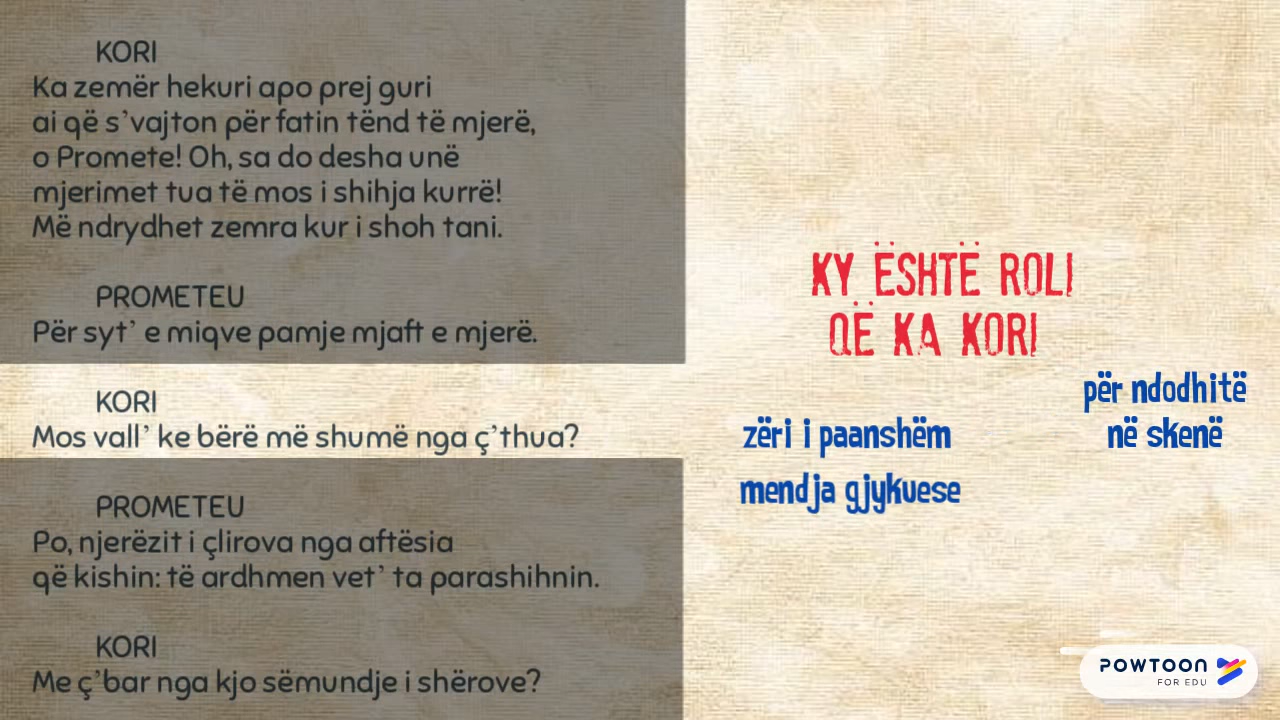 KORI
Ka zemër hekuri apo prej guri
ai që s’vajton për fatin tënd të mjerë,
o Promete! Oh, sa do desha unë
mjerimet tua të mos i shihja kurrë!
Më ndrydhet zemra kur i shoh tani.
PROMETEU
Për syt’ e miqve pamje mjaft e mjerë.
KORI
Mos vall’ ke bërë më shumë nga ç’thua?
PROMETEU
Po, njerëzit i çlirova nga aftësia
që kishin: të ardhmen vet’ ta parashihnin.
KORI
Me ç’bar nga kjo sëmundje i shërove?
KY ËSHTË ROLI
QË KA KORI
zëri i paanshëm
mendja gjykuese
për ndodhitë
në skenë
POWTOON
FOR EDU